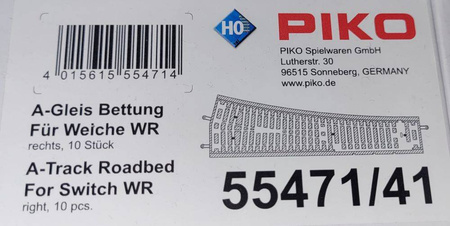 HO
PIKO
PIKO Spielwaren GmbH
Lutherstr. 30
96515 Sonneberg, GERMANY
www.piko.de
4 015615 554714
A-Gleis Bettung
Für Weiche WR
rechts, 10 Stück
A-Track Roadbed
For Switch WR
right, 10 pcs.
55471/41